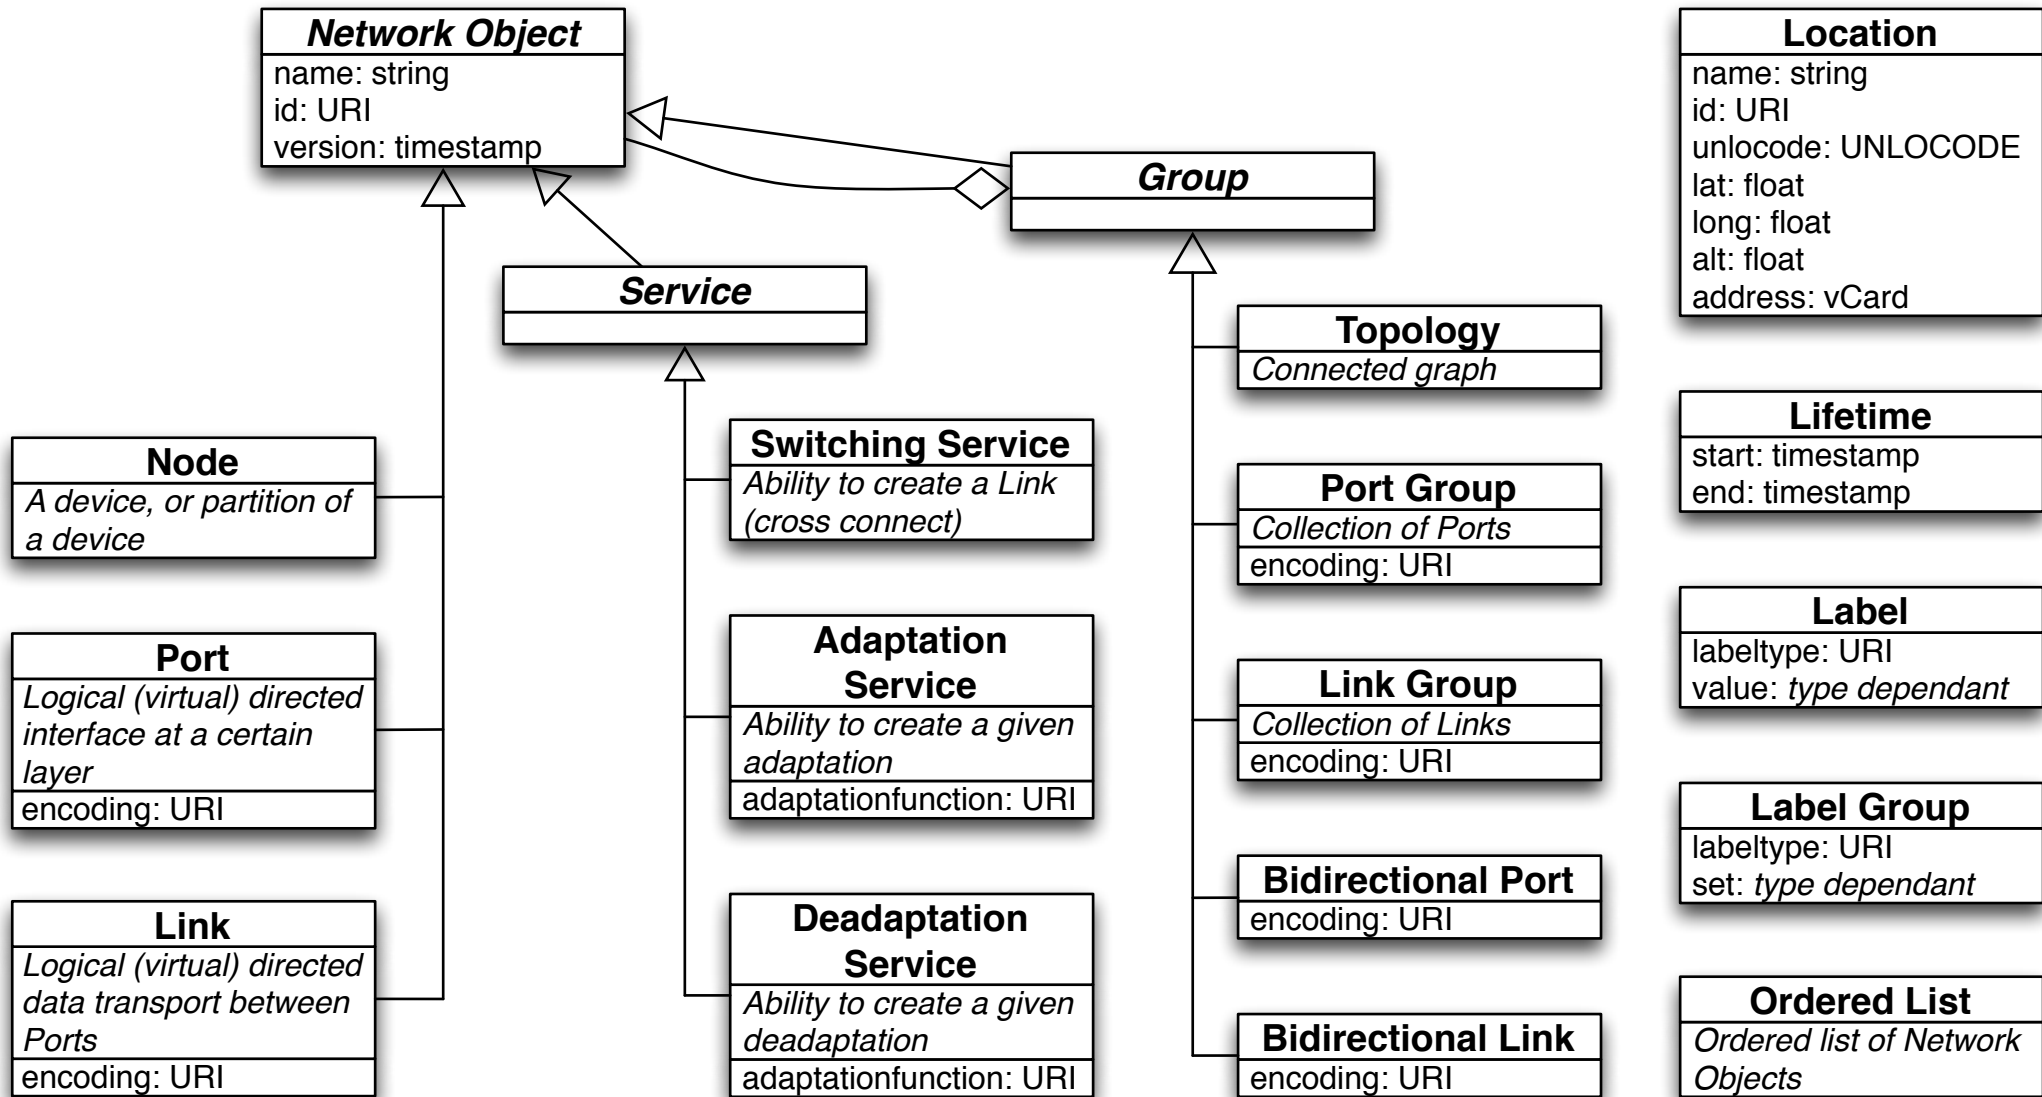 Network Object
name: string
id: URI
version: timestamp
Group
Service
Node
A device, or partition of
a device
Port
Logical (virtual) directed
interface at a certain
layer
encoding: URI
Link
Logical (virtual) directed
data transport between
Ports
encoding: URI
Switching Service
Ability to create a Link
(cross connect)
Adaptation
Service
Ability to create a given
adaptation
adaptationfunction: URI
Deadaptation
Service
Ability to create a given
deadaptation
adaptationfunction: URI
Topology
Connected graph
Port Group
Collection of Ports
encoding: URI
Link Group
Collection of Links
encoding: URI
Bidirectional Port
encoding: URI
Bidirectional Link
encoding: URI
Location
name: string
id: URI
unlocode: UNLOCODE
lat: float
long: float
alt: float
address: vCard
Lifetime
start: timestamp
end: timestamp
Label
labeltype: URI
value: type dependant
Label Group
labeltype: URI
set: type dependant
Ordered List
Ordered list of Network
Objects